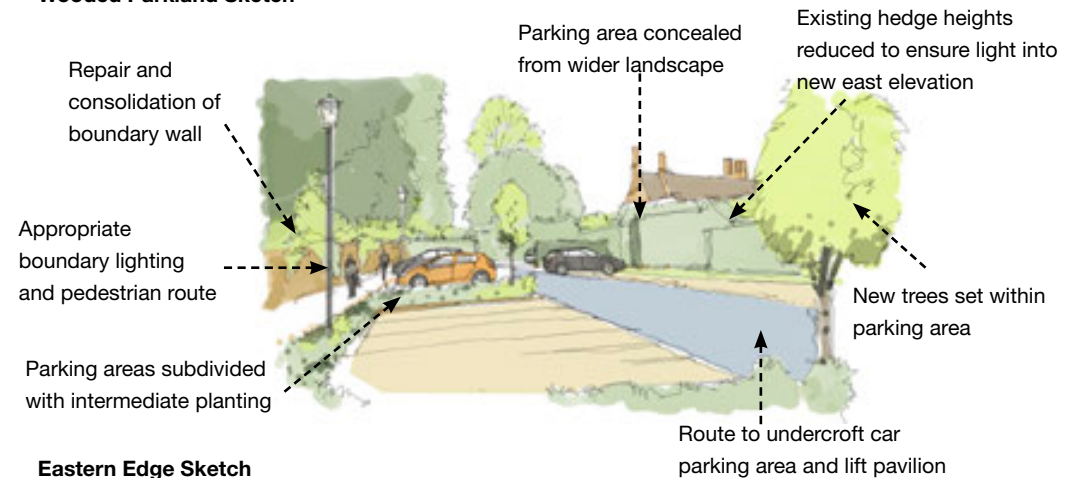 Wooded Parkland Sketch
Existing hedge heights
reduced to ensure light into
new east elevation
Parking area concealed
from wider landscape
Repair and
consolidation of
boundary wall
Appropriate
boundary lighting
and pedestrian route
New trees set within
parking area
Parking areas subdivided
with intermediate planting
Route to undercroft car
parking area and lift pavilion
Eastern Edge Sketch